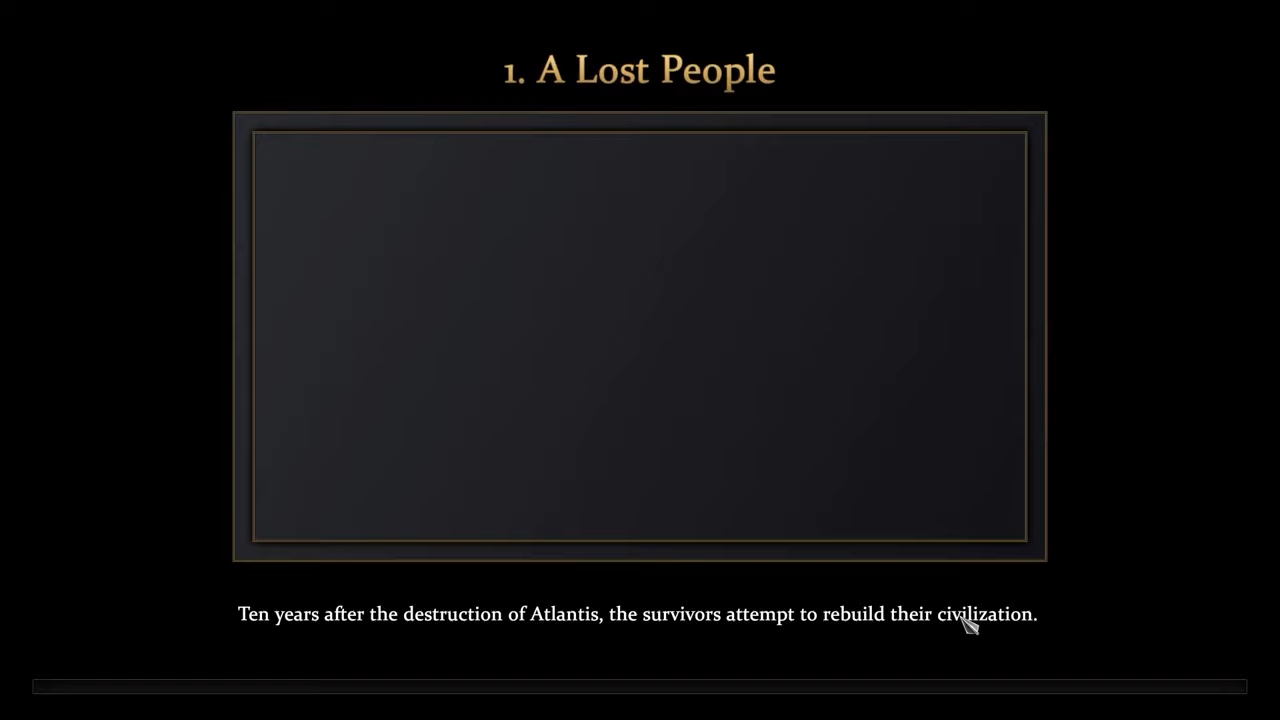 1. A Lost People
Ten years after the destruction of Atlantis, the survivors attempt to rebuild their civilization.